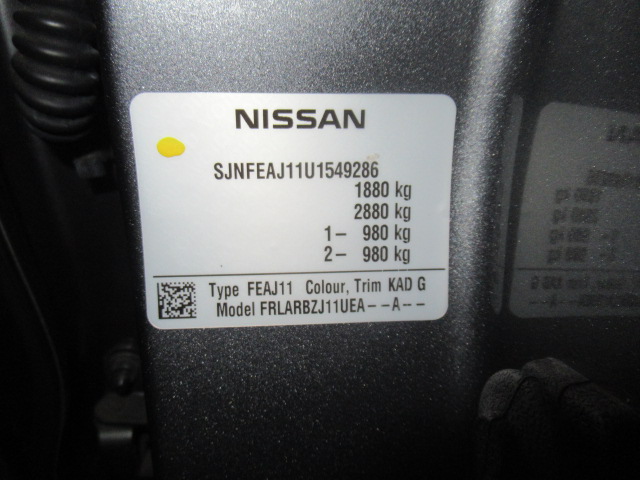 NISSAN
SJNFEAJ11U1549286
1880 kg
2880 kg
1– 980 kg
2– 980 kg
Type FEAJ11 Colour, Trim KAD G
Model FRLARBZJ11UEA––A––